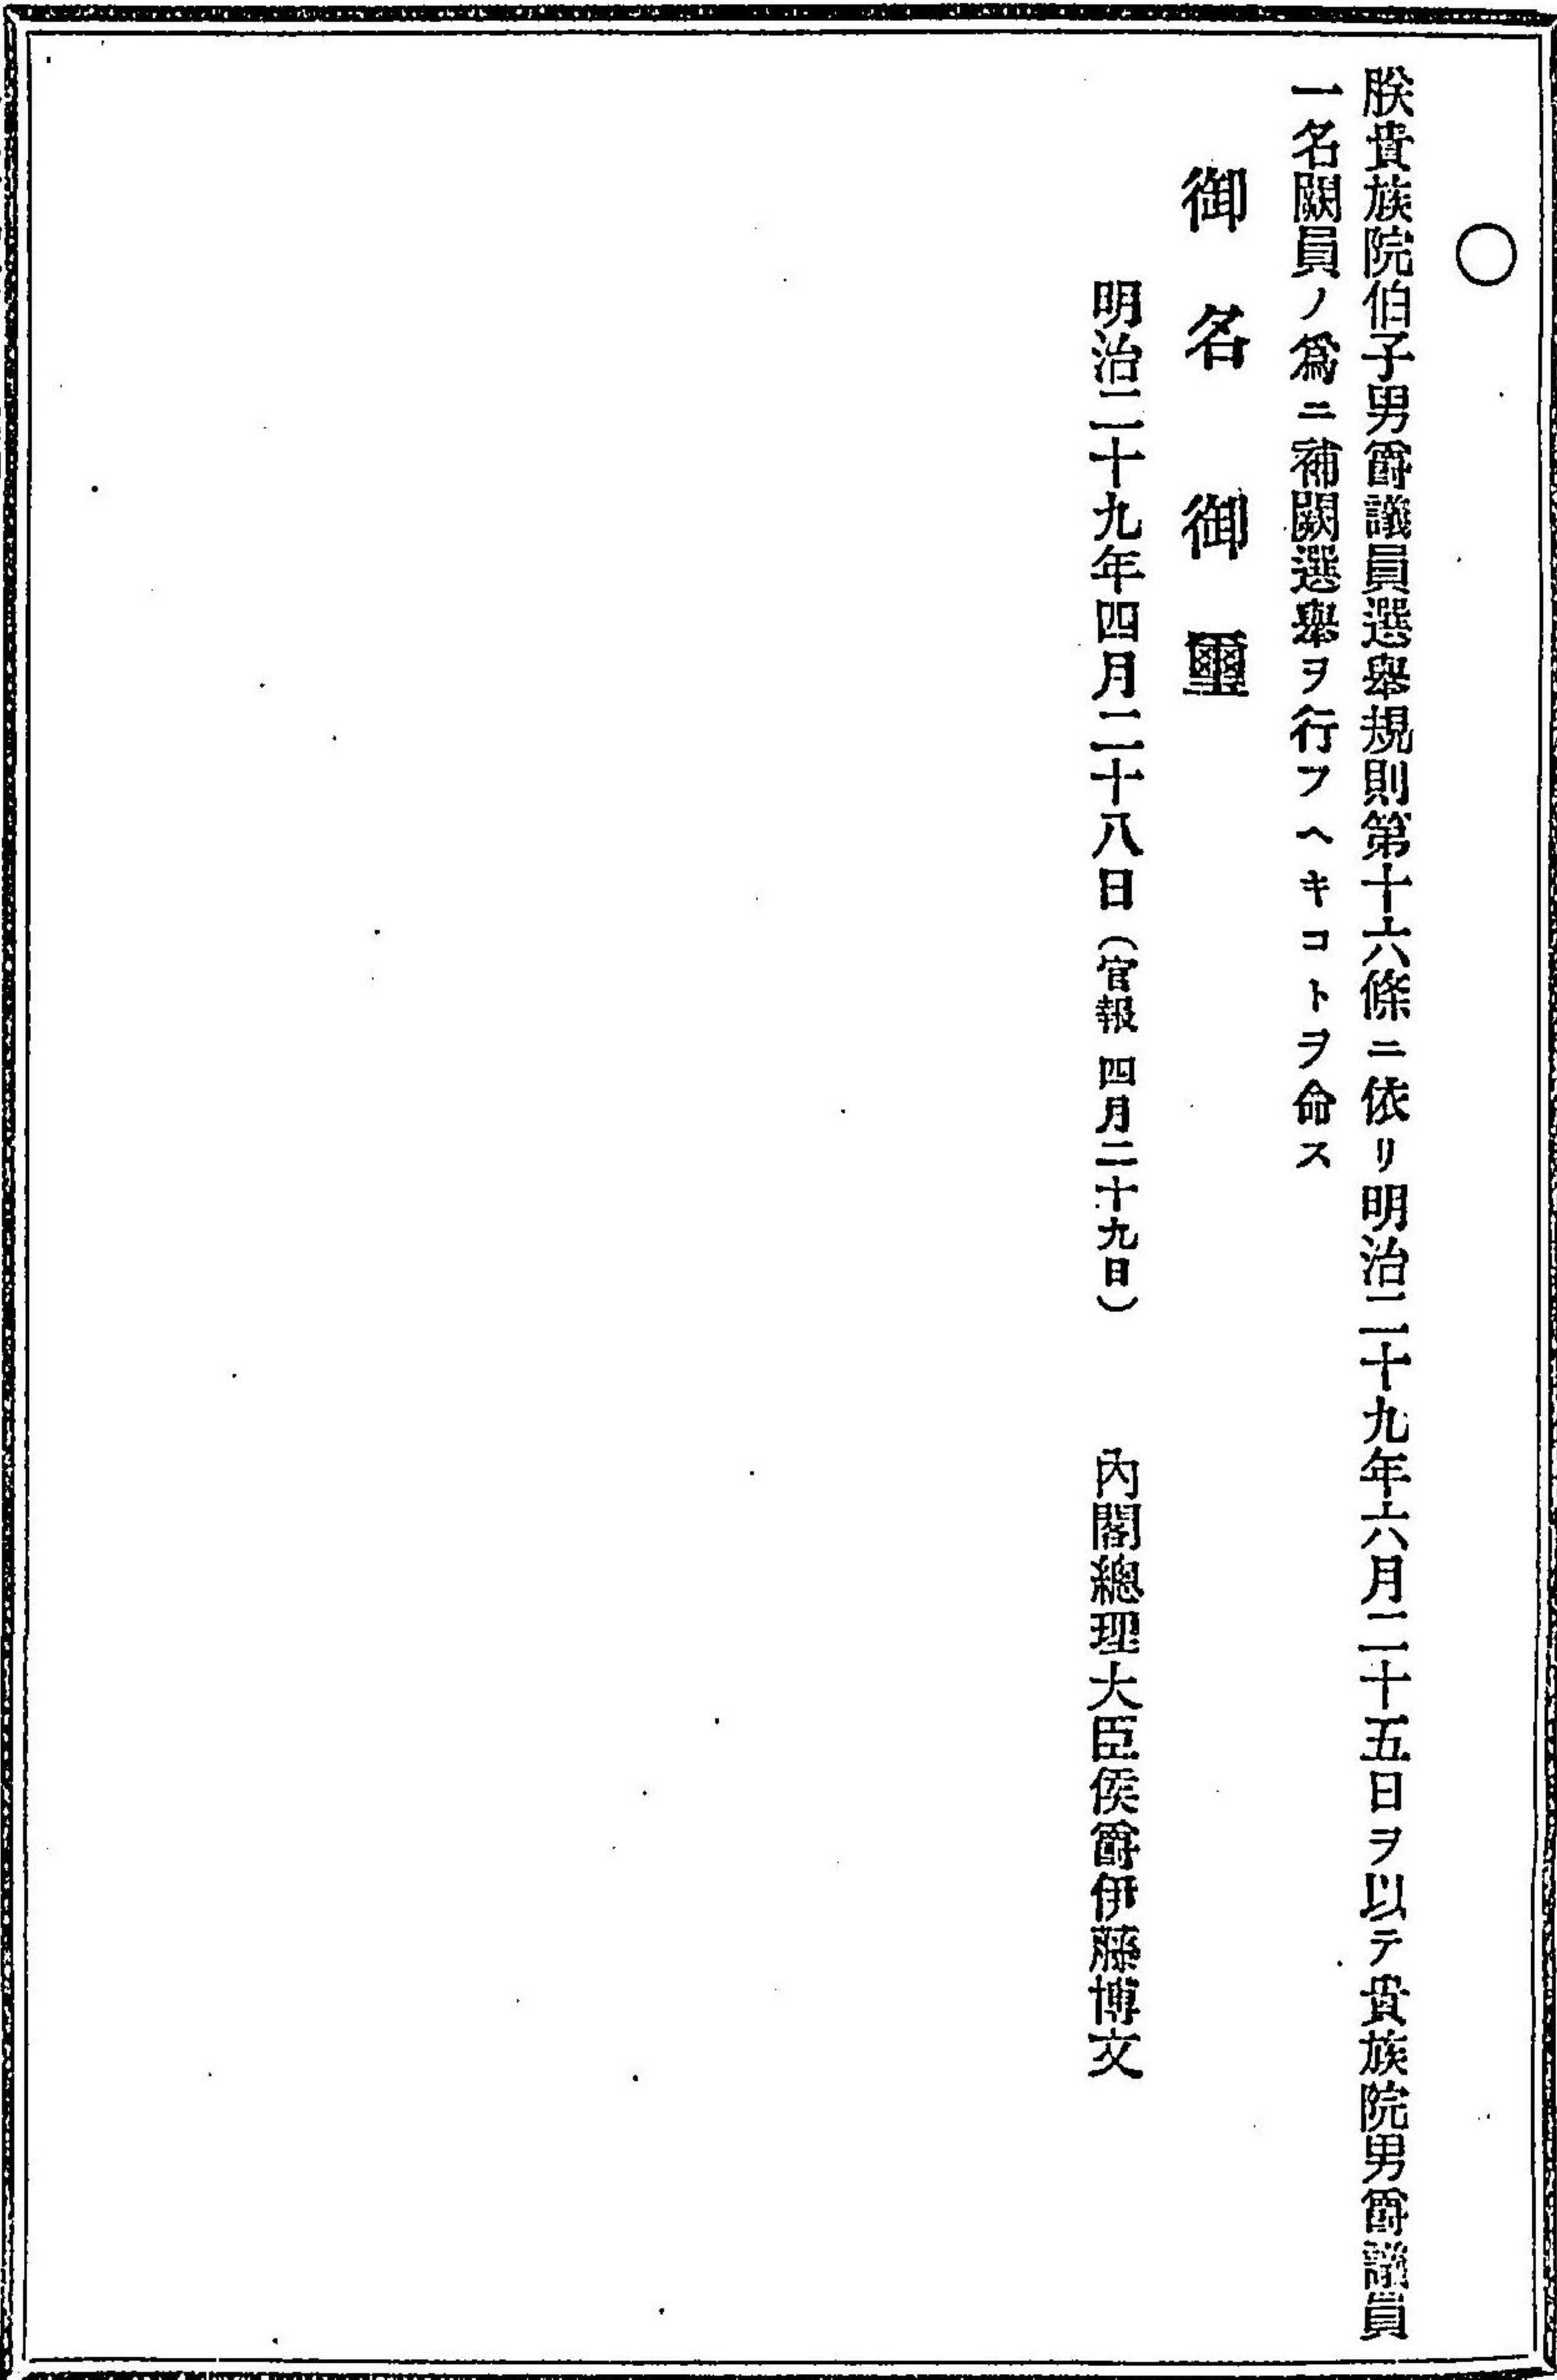 〇
朕貴族院伯子男爵議員選擧規則第十六條ニ依リ明治二十九年六月二十五日ヲ以テ貴族院男爵議員
一名闕員ノ爲ニ補闕選擧ヲ行フヘキコトヲ命ス
御名御璽
明治二十九年四月二十八日（官報 四月二十九日） 內閣總理大臣侯爵伊藤博文